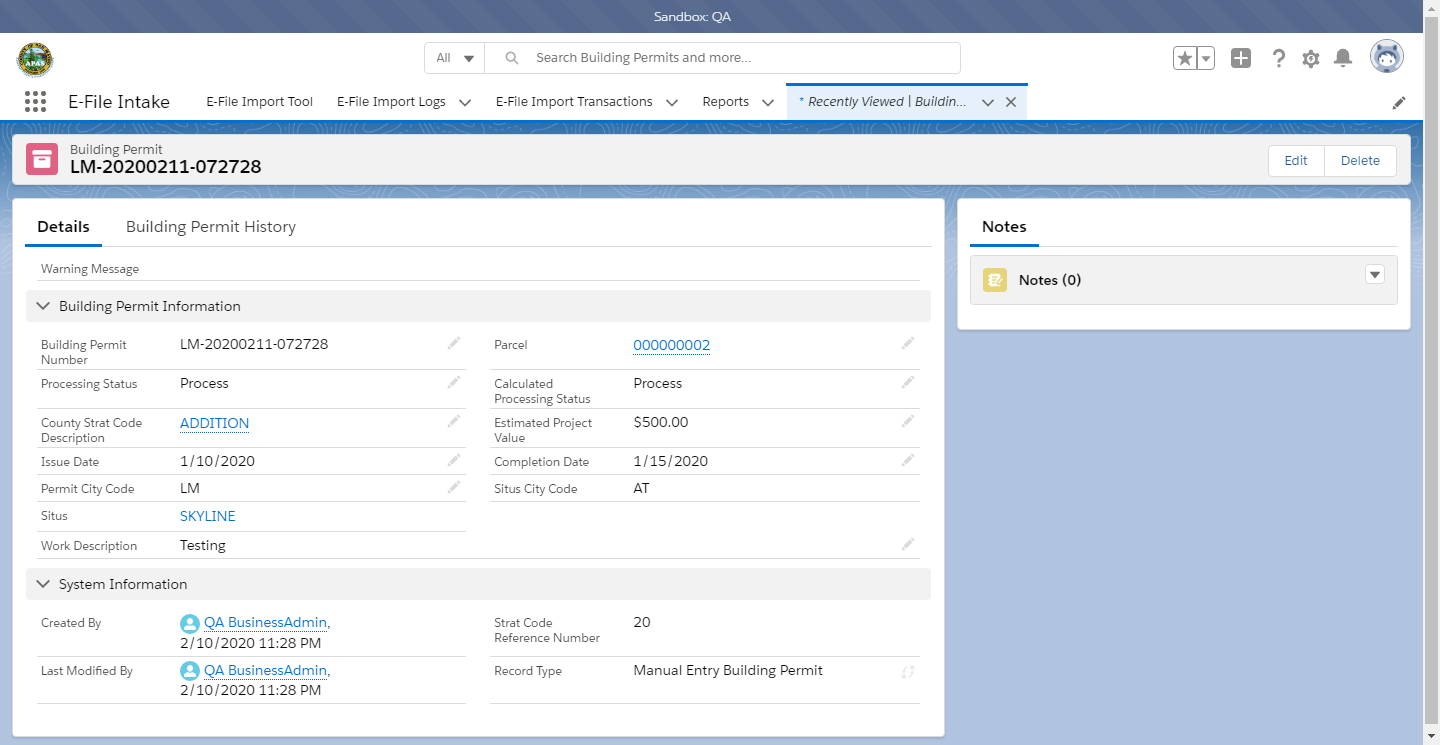 Sandbox: QA
APAS
All
Search Building Permits and more...
E-File Intake
E-File Import Tool
E-File Import Logs
E-File Import Transactions
Reports
* Recently Viewed | Buildin...
Building Permit
LM-20200211-072728
Edit
Delete
Details
Building Permit History
Warning Message
Building Permit Information
Building Permit
Number
LM-20200211-072728
Parcel
000000002
Processing Status
Process
Calculated
Processing Status
Process
County Strat Code
Description
ADDITION
Estimated Project
Value
$500.00
Issue Date
1/10/2020
Completion Date
1/15/2020
Permit City Code
LM
Situs City Code
AT
Situs
SKYLINE
Work Description
Testing
System Information
Created By
QA BusinessAdmin,
2/10/2020 11:28 PM
Strat Code
Reference Number
20
Last Modified By
QA BusinessAdmin,
2/10/2020 11:28 PM
Record Type
Manual Entry Building Permit
Notes
Notes (0)